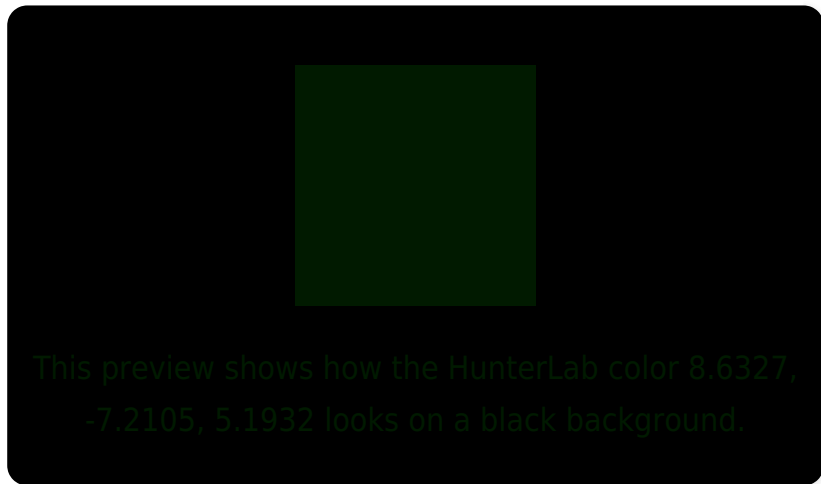 This preview shows how the HunterLab color 8.6327,
-7.2105, 5.1932 looks on a black background.